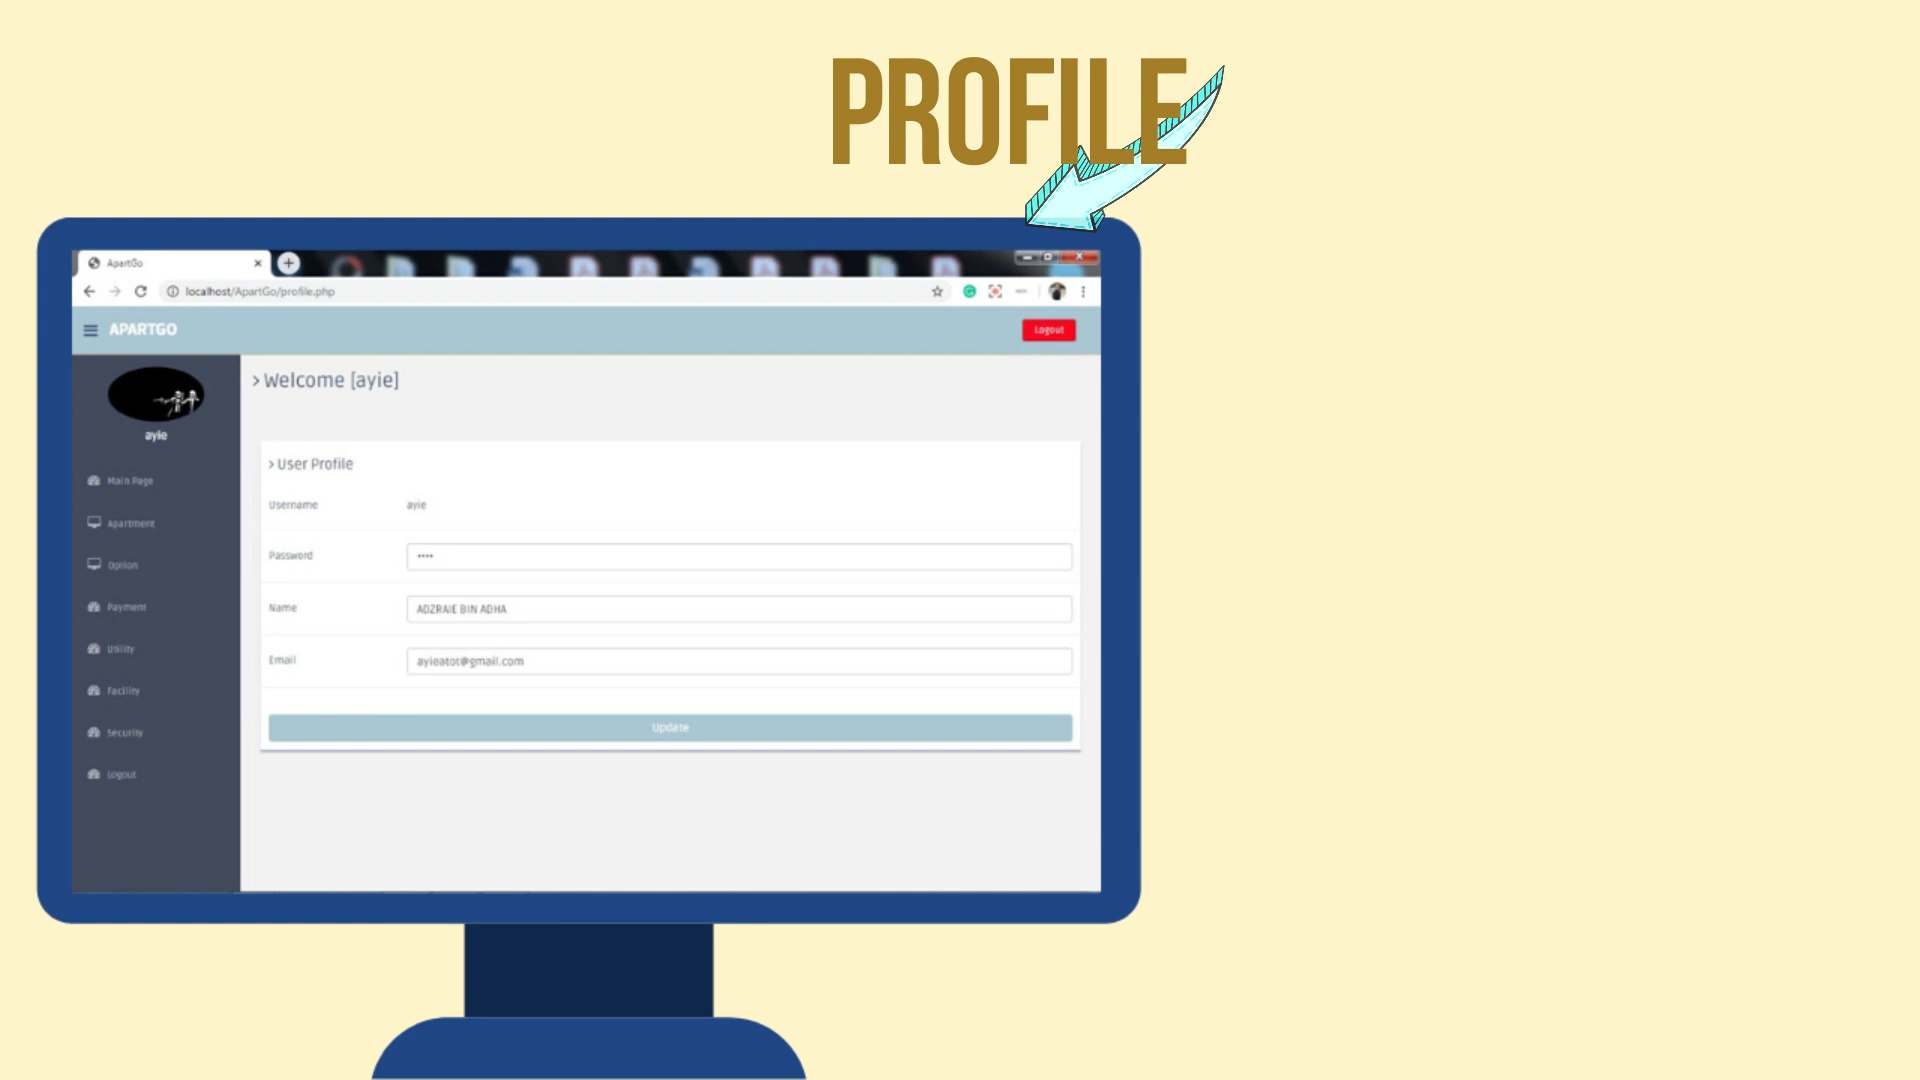 PROFILE
ApartGo
localhost/ApartGo/profile.php
APARTGO
Logout
> Welcome [ayie]
ayie
Main Page
Apartment
Option
Payment
Utility
Facility
Security
Logout
> User Profile
Username ayie
Password ••••
Name ADZRAIE BIN ADHA
Email ayieatot@gmail.com
Update